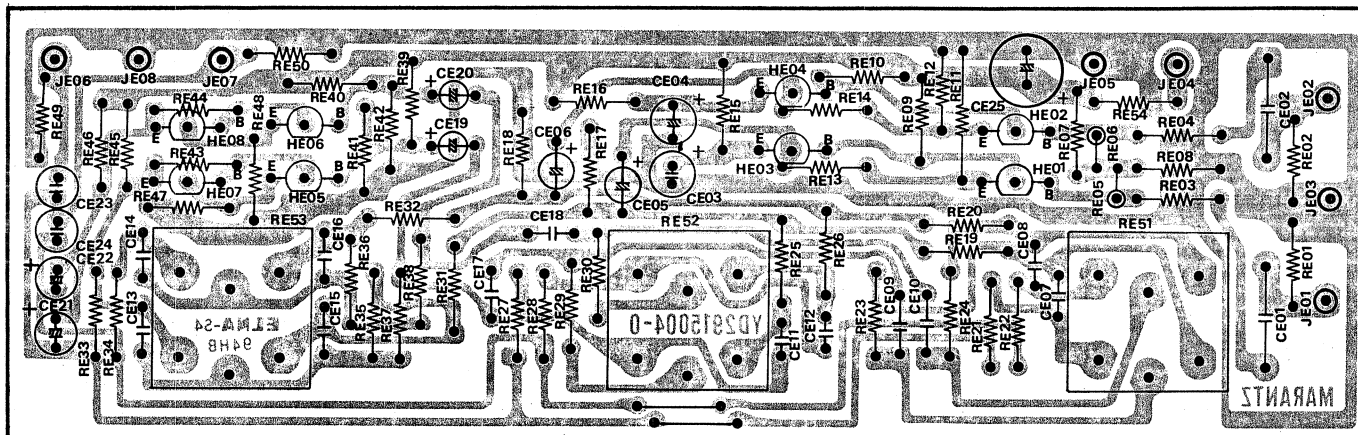 JE06
JE08
JE07
RE50
RE49
RE46
RE45
RE44
E
B
HE08
RE43
E
B
HE07
RE47
RE48
RE40
E
B
HE06
E
B
HE05
RE53
RE41
RE42
RE39
CE20
+
CE19
+
RE18
RE16
CE06
+
RE17
CE04
+
CE05
+
CE03
+
RE15
HE04
E
B
RE10
RE14
HE03
E
B
RE13
RE09
RE12
RE11
CE25
+
HE02
E
B
HE01
E
B
RE07
RE06
RE05
JE05
JE04
RE54
RE04
RE08
RE03
CE02
JE02
RE02
JE03
CE23
CE24
CE22
+
CE21
+
RE33
RE34
CE14
CE13
ELNA-S4
94HB
CE16
CE15
RE36
RE35
RE37
RE38
RE32
RE31
CE17
CE18
RE27
RE28
RE29
RE30
RE52
YD2915004-0
RE25
CE11
CE12
RE26
RE23
CE09
CE10
RE20
RE19
RE24
RE21
RE22
CE08
CE07
RE51
CE01
RE01
JE01
MARANTZ